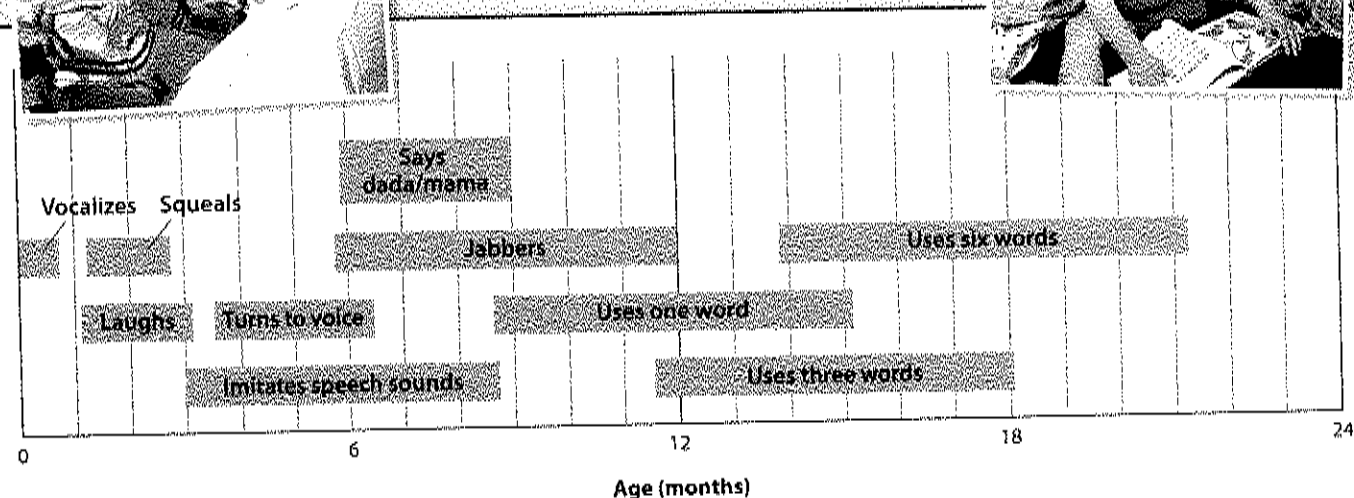 Says
dada/mama
Vocalizes
Squeals
Jabbers
Uses six words
Laughs
Turns to voice
Uses one word
Imitates speech sounds
Uses three words
0
6
12
18
24
Age (months)